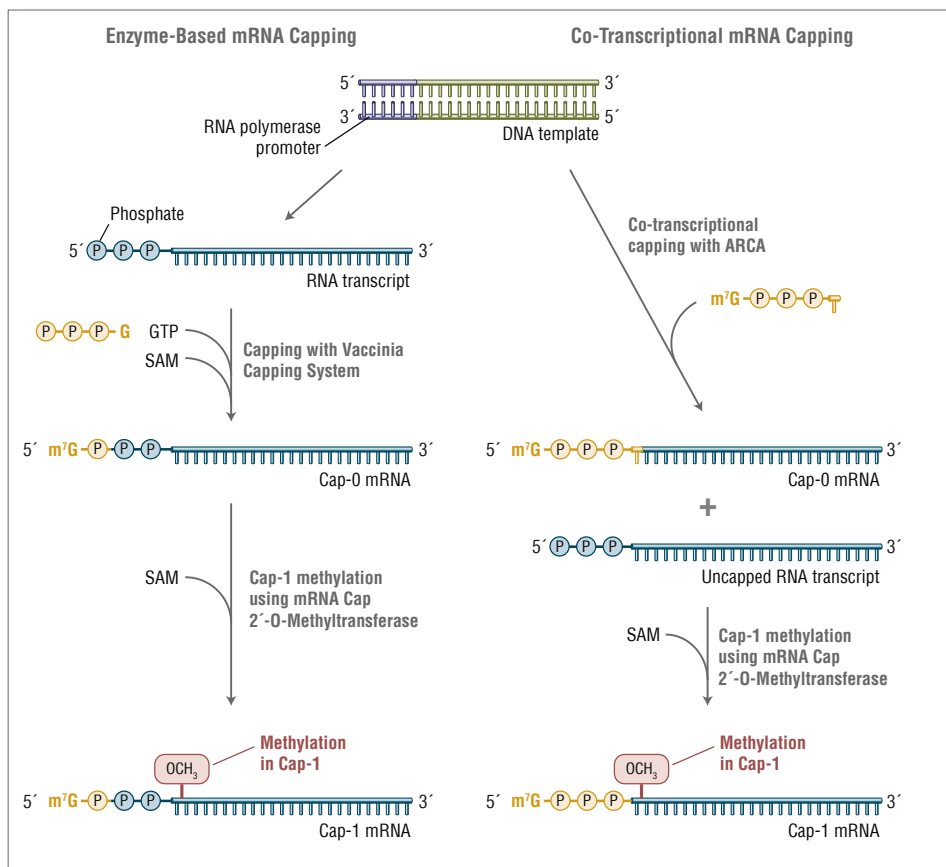 Enzyme-Based mRNA Capping
Co-Transcriptional mRNA Capping
5´ 3´
3´ 5´
RNA polymerase
promoter
DNA template
Phosphate
5´ P P P 3´
RNA transcript
P P P G GTP
SAM
Capping with Vaccinia
Capping System
5´ m⁷G P P P 3´
Cap-0 mRNA
SAM
Cap-1 methylation
using mRNA Cap
2´-O-Methyltransferase
Methylation
in Cap-1
OCH₃
5´ m⁷G P P P 3´
Cap-1 mRNA
Co-transcriptional
capping with ARCA
m⁷G P P P
5´ m⁷G P P P 3´
Cap-0 mRNA
+
5´ P P P 3´
Uncapped RNA transcript
SAM
Cap-1 methylation
using mRNA Cap
2´-O-Methyltransferase
Methylation
in Cap-1
OCH₃
5´ m⁷G P P P 3´
Cap-1 mRNA